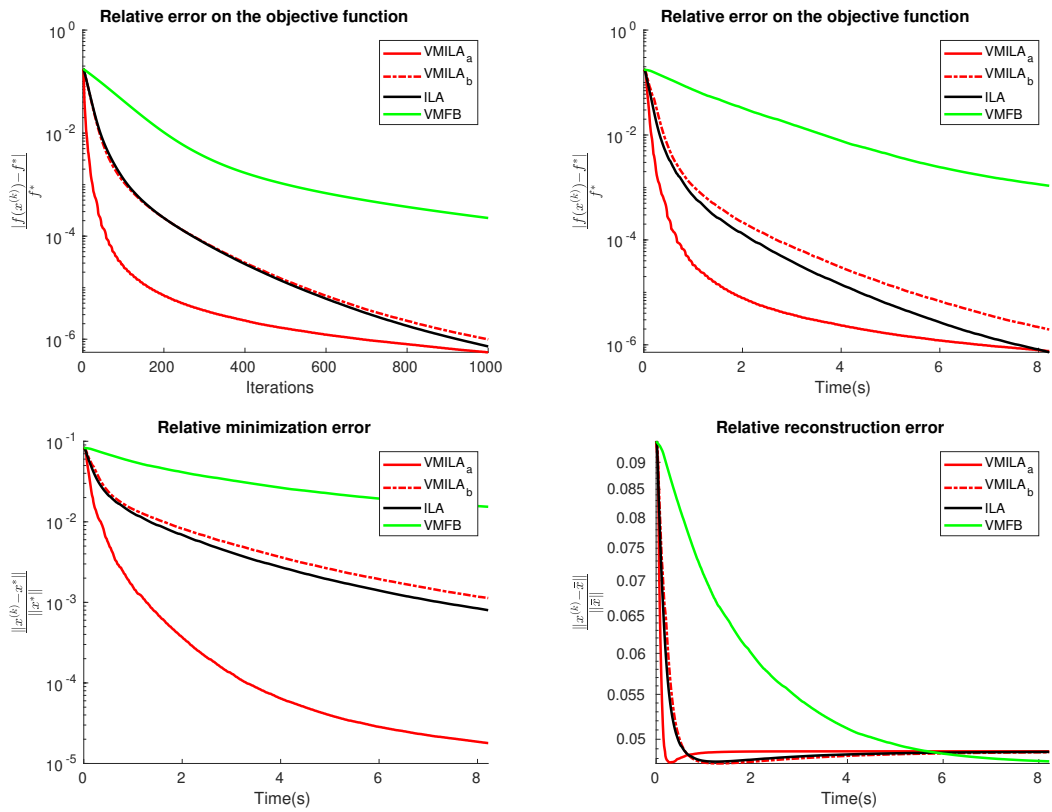 Relative error on the objective function
10^0
10^-2
10^-4
10^-6
|f(x^(k))−f*|
f*
0 200 400 600 800 1000
Iterations
VMILA_a
VMILA_b
ILA
VMFB
Relative error on the objective function
10^0
10^-2
10^-4
10^-6
|f(x^(k))−f*|
f*
0 2 4 6 8
Time(s)
VMILA_a
VMILA_b
ILA
VMFB
Relative minimization error
10^-1
10^-2
10^-3
10^-4
10^-5
||x^(k)−x*||
||x*||
0 2 4 6 8
Time(s)
VMILA_a
VMILA_b
ILA
VMFB
Relative reconstruction error
0.09
0.085
0.08
0.075
0.07
0.065
0.06
0.055
0.05
||x^(k)−x̄||
||x̄||
0 2 4 6 8
Time(s)
VMILA_a
VMILA_b
ILA
VMFB